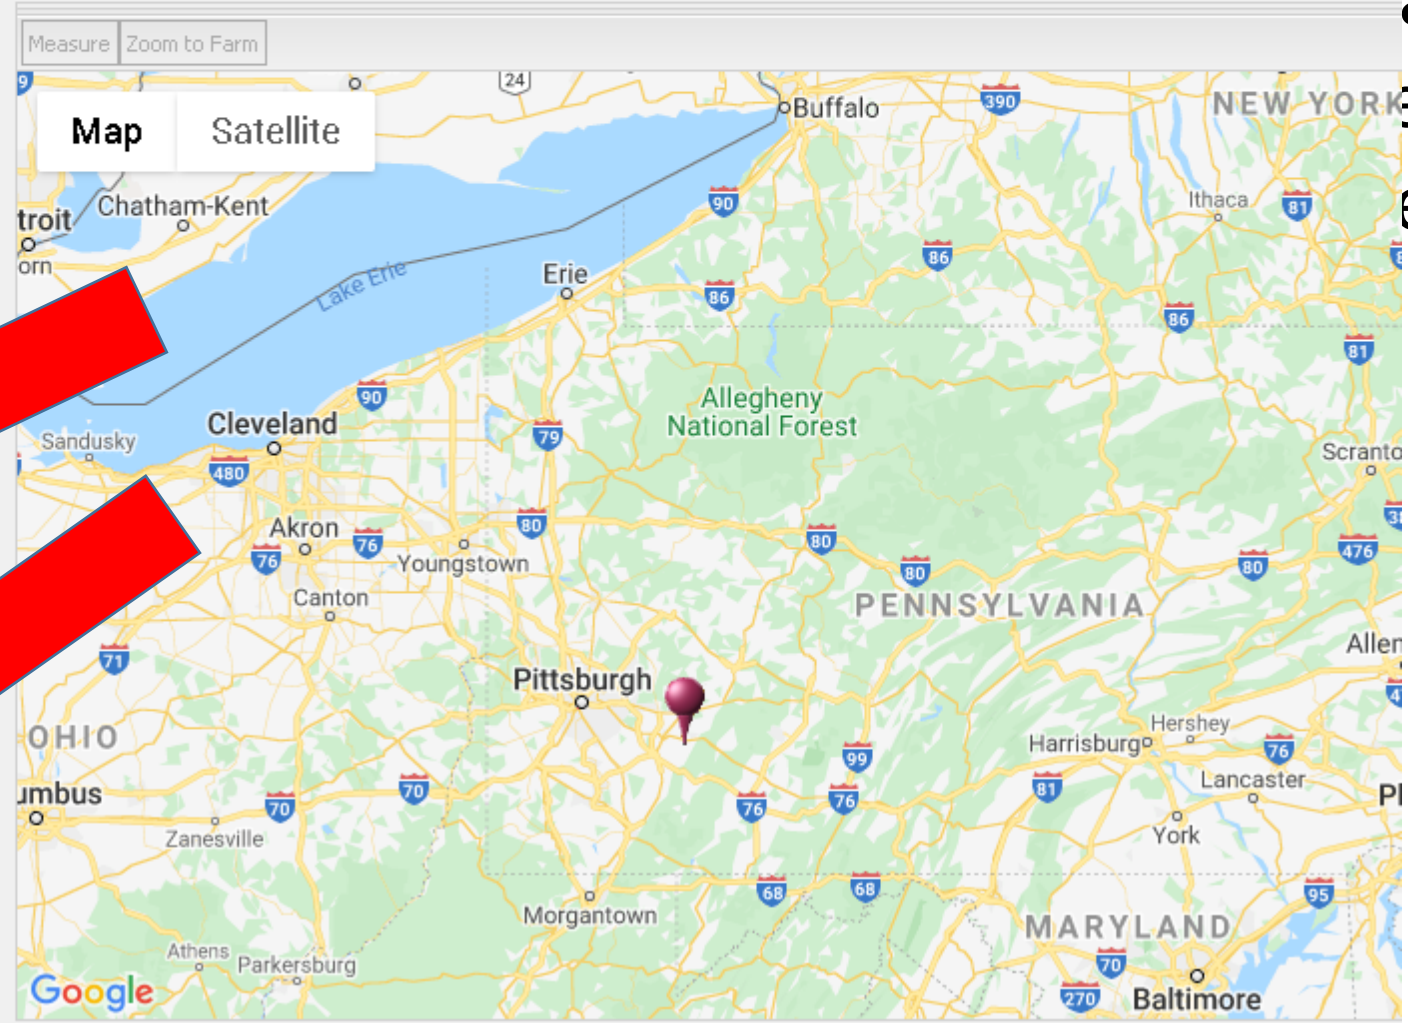 Measure
Zoom to Farm
Map
Satellite
9
24
Buffalo
390
NEW YORK
Chatham-Kent
troit
orn
90
Ithaca
81
86
Lake Erie
Erie
86
86
81
90
Allegheny
National Forest
Cleveland
Sandusky
480
79
Scranto
Akron
76
76
Youngstown
80
80
80
80
476
Canton
PENNSYLVANIA
71
Pittsburgh
Allen
OHIO
Hershey
Harrisburg
99
76
umbus
70
70
76
76
81
Lancaster
Zanesville
York
68
68
95
Morgantown
MARYLAND
Athens
Parkersburg
70
Google
270
Baltimore